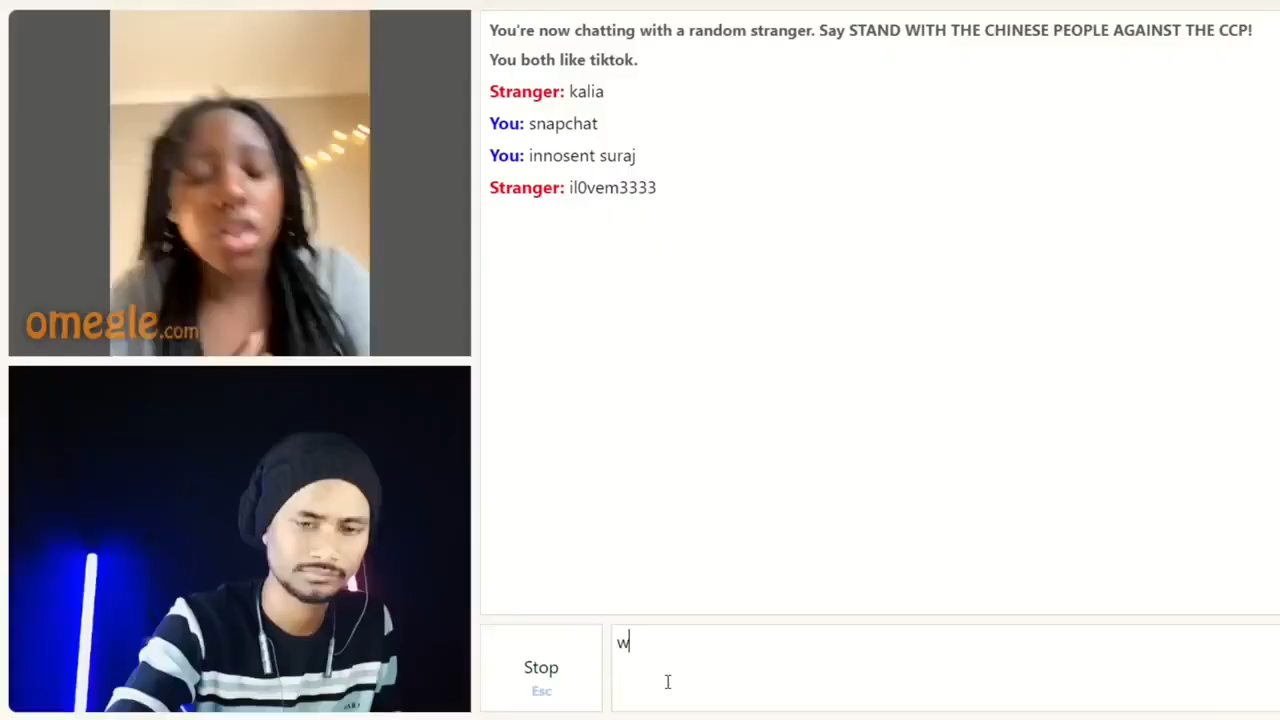 You're now chatting with a random stranger. Say STAND WITH THE CHINESE PEOPLE AGAINST THE CCP!
You both like tiktok.
Stranger: kalia
You: snapchat
You: innosent suraj
Stranger: il0vem3333
omegle.com
w
Stop
Esc